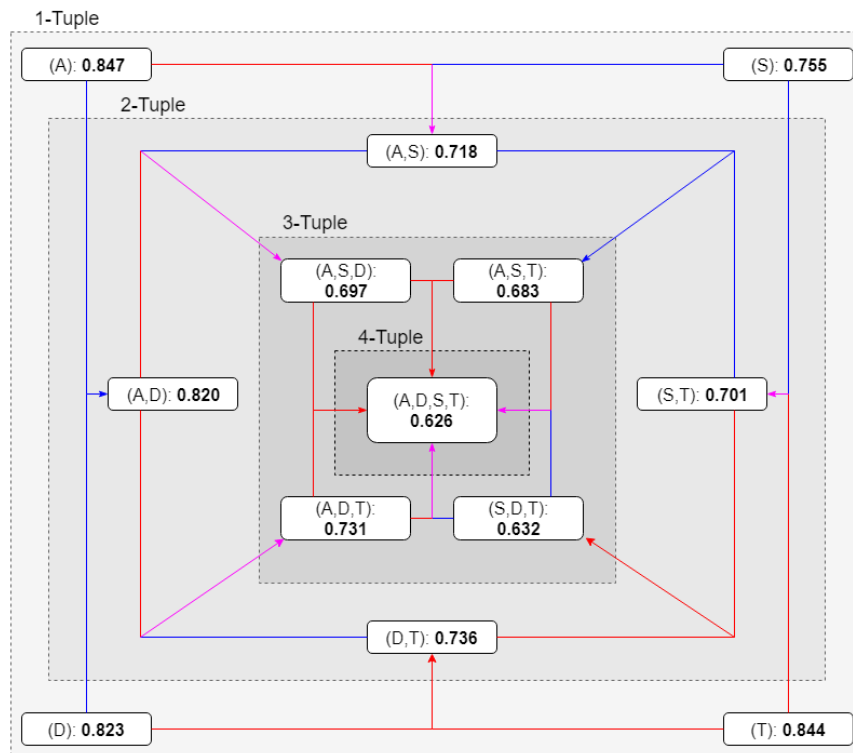 1-Tuple
(A): 0.847
(S): 0.755
2-Tuple
(A,S): 0.718
3-Tuple
(A,S,D):
0.697
(A,S,T):
0.683
4-Tuple
(A,D): 0.820
(A,D,S,T):
0.626
(S,T): 0.701
(A,D,T):
0.731
(S,D,T):
0.632
(D,T): 0.736
(D): 0.823
(T): 0.844